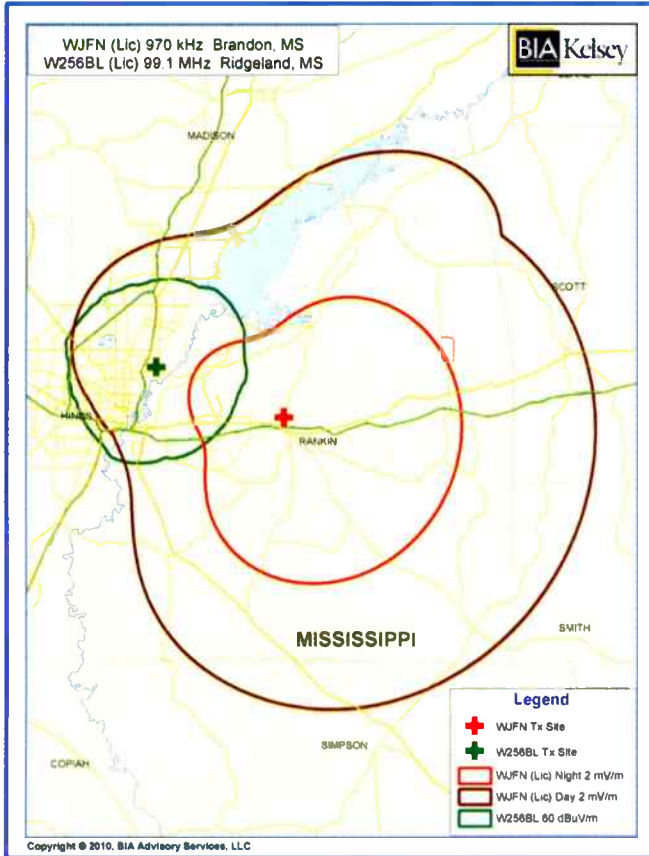 WJFN (Lic) 970 kHz Brandon, MS
W256BL (Lic) 99.1 MHz Ridgeland, MS
BIA Kelsey
MADISON
SCOTT
HINDS
RANKIN
MISSISSIPPI
SMITH
SIMPSON
COPIAH
Legend
WJFN Tx Site
W256BL Tx Site
WJFN (Lic) Night 2 mV/m
WJFN (Lic) Day 2 mV/m
W256BL 60 dBuV/m
Copyright © 2010, BIA Advisory Services, LLC